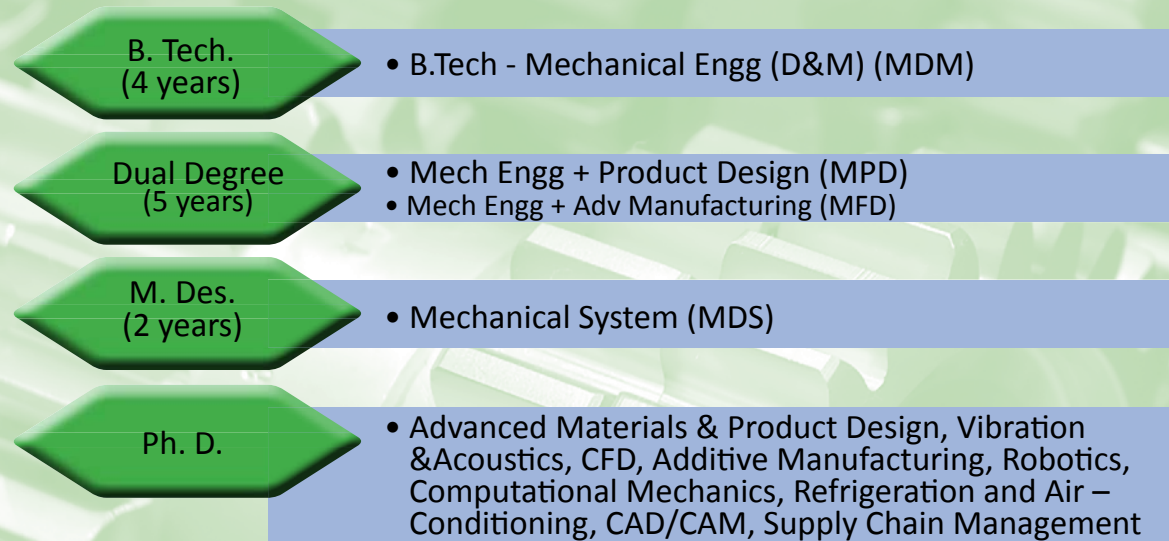 B. Tech.
(4 years)
• B.Tech - Mechanical Engg (D&M) (MDM)
Dual Degree
(5 years)
• Mech Engg + Product Design (MPD)
• Mech Engg + Adv Manufacturing (MFD)
M. Des.
(2 years)
• Mechanical System (MDS)
Ph. D.
• Advanced Materials & Product Design, Vibration
&Acoustics, CFD, Additive Manufacturing, Robotics,
Computational Mechanics, Refrigeration and Air –
Conditioning, CAD/CAM, Supply Chain Management